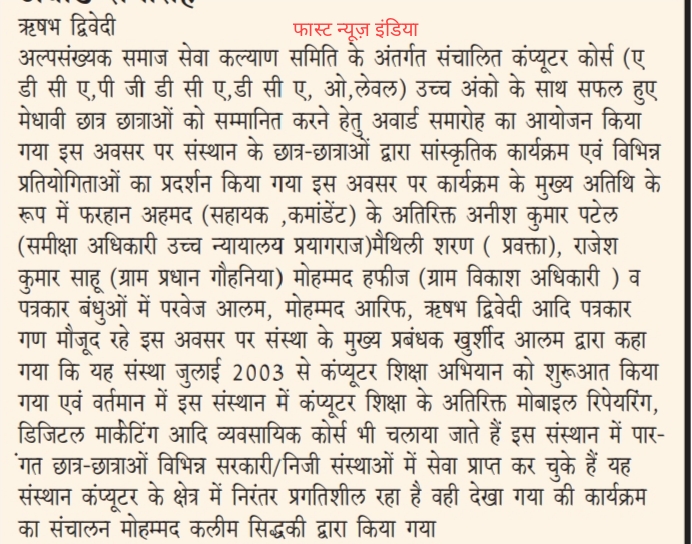 ऋषभ द्विवेदी
फास्ट न्यूज़ इंडिया
अल्पसंख्यक समाज सेवा कल्याण समिति के अंतर्गत संचालित कंप्यूटर कोर्स (ए
डी सी ए,पी जी डी सी ए,डी सी ए, ओ,लेवल) उच्च अंको के साथ सफल हुए
मेधावी छात्र छात्राओं को सम्मानित करने हेतु अवार्ड समारोह का आयोजन किया
गया इस अवसर पर संस्थान के छात्र-छात्राओं द्वारा सांस्कृतिक कार्यक्रम एवं विभिन्न
प्रतियोगिताओं का प्रदर्शन किया गया इस अवसर पर कार्यक्रम के मुख्य अतिथि के
रूप में फरहान अहमद (सहायक ,कमांडेंट) के अतिरिक्त अनीश कुमार पटेल
(समीक्षा अधिकारी उच्च न्यायालय प्रयागराज)मैथिली शरण ( प्रवक्ता), राजेश
कुमार साहू (ग्राम प्रधान गौहनिया) मोहम्मद हफीज (ग्राम विकाश अधिकारी ) व
पत्रकार बंधुओं में परवेज आलम, मोहम्मद आरिफ, ऋषभ द्विवेदी आदि पत्रकार
गण मौजूद रहे इस अवसर पर संस्था के मुख्य प्रबंधक खुर्शीद आलम द्वारा कहा
गया कि यह संस्था जुलाई 2003 से कंप्यूटर शिक्षा अभियान को शुरूआत किया
गया एवं वर्तमान में इस संस्थान में कंप्यूटर शिक्षा के अतिरिक्त मोबाइल रिपेयरिंग,
डिजिटल मार्केटिंग आदि व्यवसायिक कोर्स भी चलाया जाते हैं इस संस्थान में पार-
ंगत छात्र-छात्राओं विभिन्न सरकारी/निजी संस्थाओं में सेवा प्राप्त कर चुके हैं यह
संस्थान कंप्यूटर के क्षेत्र में निरंतर प्रगतिशील रहा है वही देखा गया की कार्यक्रम
का संचालन मोहम्मद कलीम सिद्धकी द्वारा किया गया